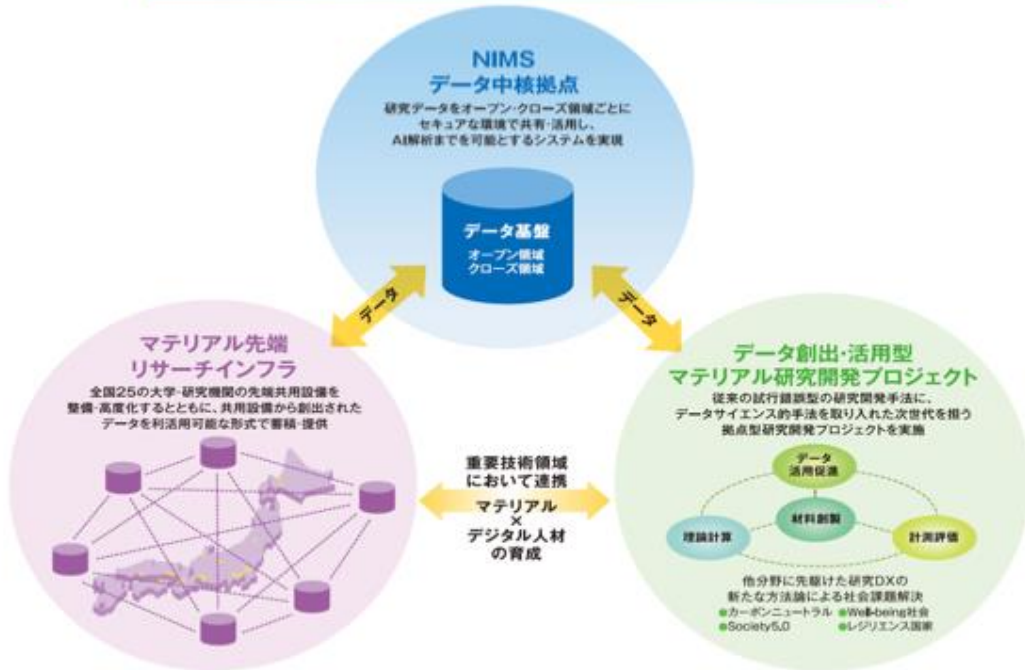 NIMS
データ中核拠点
研究データをオープン・クローズ領域ごとに
セキュアな環境で共有・活用し、
AI解析までを可能とするシステムを実現
データ基盤
オープン領域
クローズ領域
データ
データ
マテリアル先端
リサーチインフラ
全国25の大学・研究機関の先端共用設備を
整備・高度化するとともに、共用設備から創出された
データを利活用可能な形式で蓄積・提供
重要技術領域
において連携
マテリアル
×
デジタル人材
の育成
データ創出・活用型
マテリアル研究開発プロジェクト
従来の試行錯誤型の研究開発手法に、
データサイエンス的手法を取り入れた次世代を担う
拠点型研究開発プロジェクトを実施
データ
活用促進
材料創製
理論計算
計測評価
他分野に先駆けた研究DXの
新たな方法論による社会課題解決
●カーボンニュートラル ●Well-being社会
●Society5.0 ●レジリエンス国家